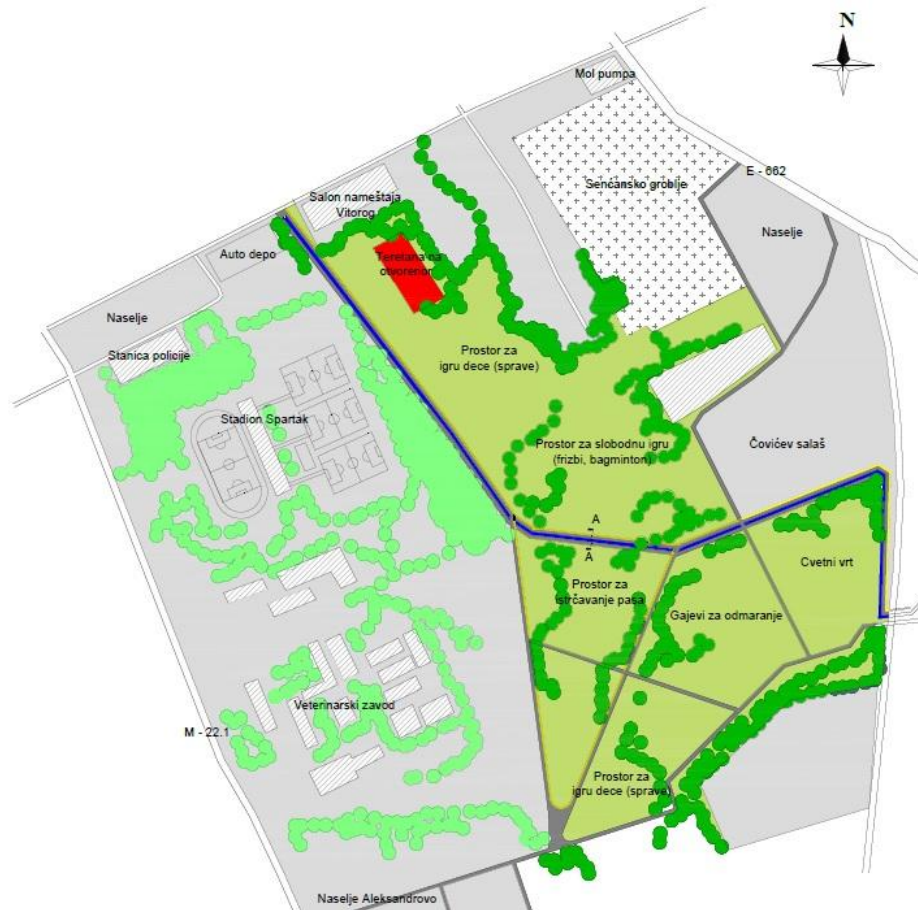 N
Mol pumpa
Senćansko groblje
E - 662
Salon nameštaja
Vitorog
Naselje
Auto depo
Teretana na
otvorenom
Naselje
Stanica policije
Prostor za
igru dece (sprave)
Stadion Spartak
Prostor za slobodnu igru
(frizbi, bagminton)
Čovićev salaš
A
A
Cvetni vrt
Prostor za
istrčavanje pasa
Gajevi za odmaranje
Veterinarski zavod
M - 22.1
Prostor za
igru dece (sprave)
Naselje Aleksandrovo